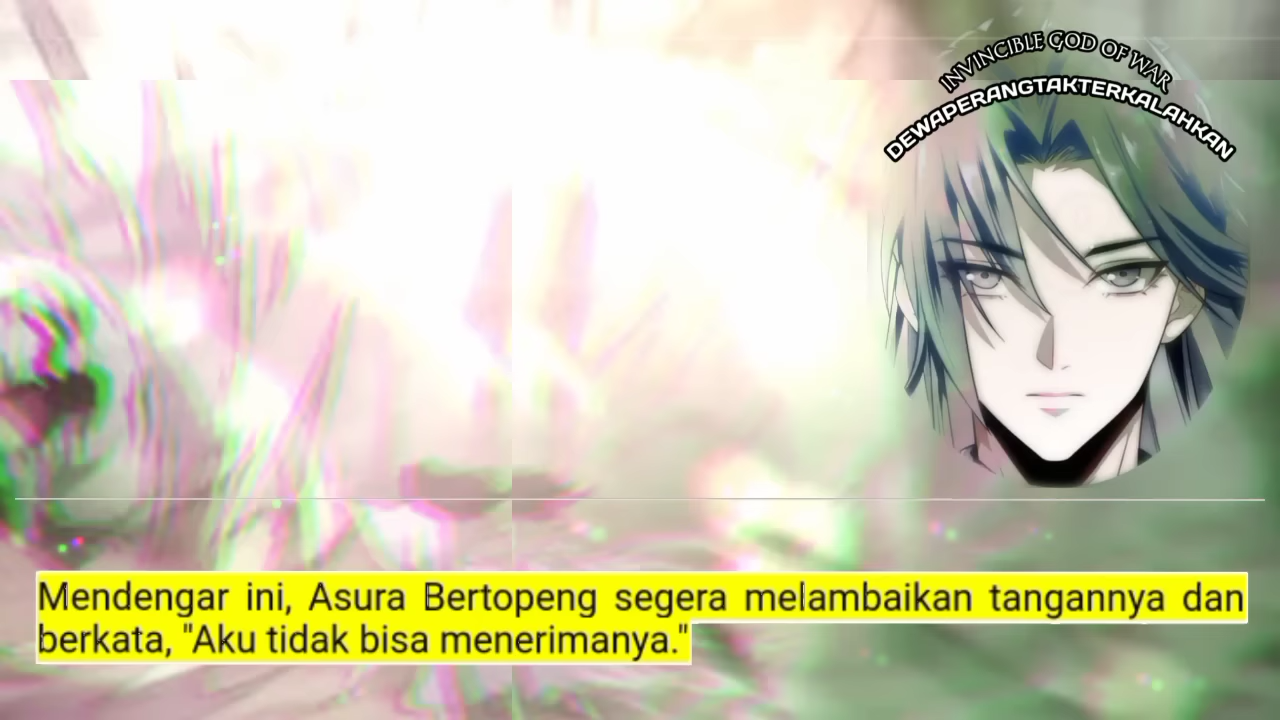 INVINCIBLE GOD OF WAR
DEWAPERANGTAKTERKALAHKAN
Mendengar ini, Asura Bertopeng segera melambaikan tangannya dan
berkata, "Aku tidak bisa menerimanya."